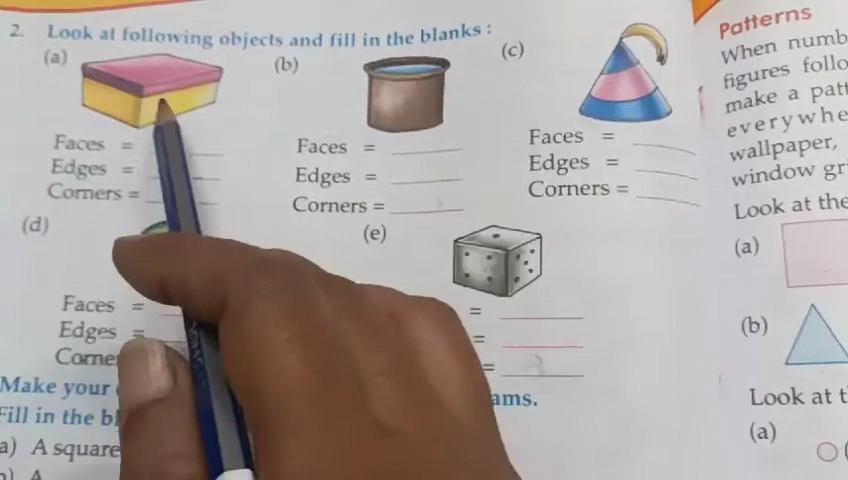 2. Look at following objects and fill in the blanks :
(a)
(b)
(c)
Faces =
Edges =
Corners =
Faces =
Edges =
Corners =
Faces =
Edges =
Corners =
(d)
(e)
Faces =
Edges =
Corne
=
=
=
Make your
ams.
Fill in the bl
a) A square
Patterns
When numb
figures follo
make a patt
everywhe
wallpaper,
window gr
Look at the
(a)
(b)
Look at t
(a)